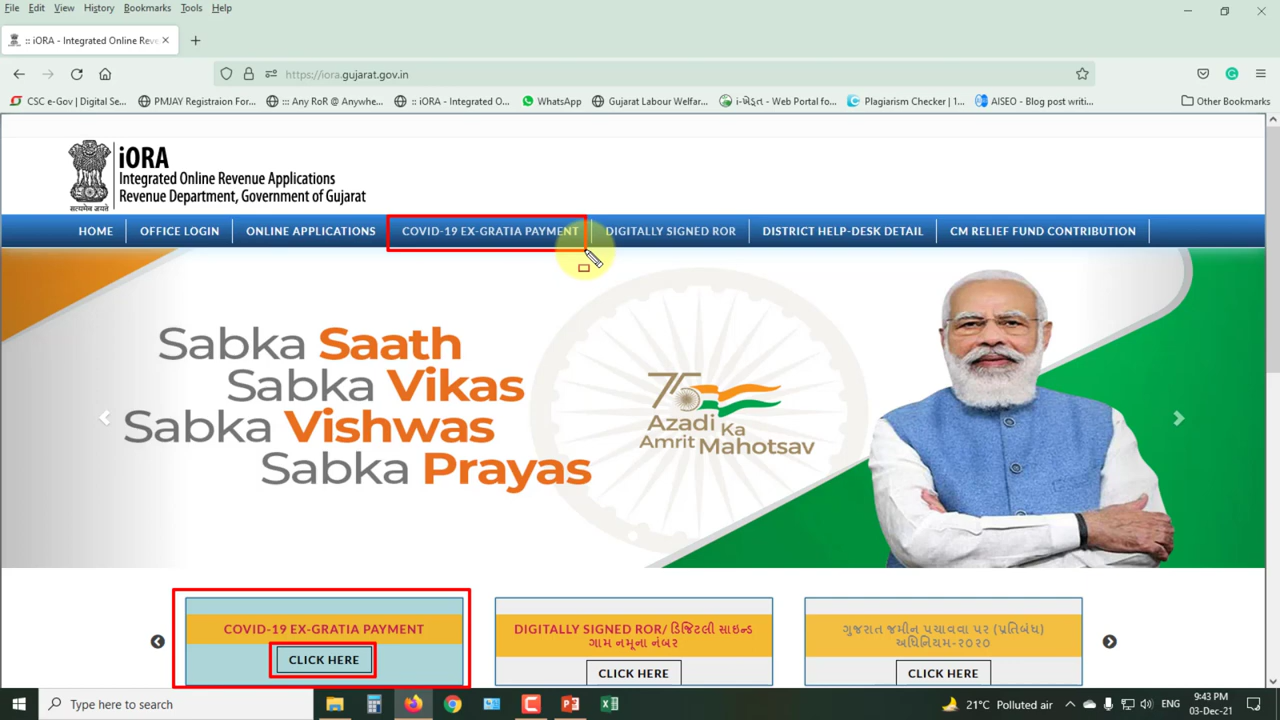 File Edit View History Bookmarks Tools Help
:: iORA - Integrated Online Reve
https://iora.gujarat.gov.in
CSC e-Gov | Digital Se... PMJAY Registraion For... ::: Any RoR @ Anywhe... :: iORA - Integrated O... WhatsApp Gujarat Labour Welfar... i-ખેડૂત - Web Portal fo... Plagiarism Checker | 1... AISEO - Blog post writi... Other Bookmarks
iORA
Integrated Online Revenue Applications
Revenue Department, Government of Gujarat
सत्यमेव जयते
HOME OFFICE LOGIN ONLINE APPLICATIONS COVID-19 EX-GRATIA PAYMENT DIGITALLY SIGNED ROR DISTRICT HELP-DESK DETAIL CM RELIEF FUND CONTRIBUTION
Sabka Saath
Sabka Vikas
Sabka Vishwas
Sabka Prayas
75
Azadi Ka
Amrit Mahotsav
COVID-19 EX-GRATIA PAYMENT
CLICK HERE
DIGITALLY SIGNED ROR/ ડિજિટલી સાઇન્ડ
ગામ નમૂના નંબર
CLICK HERE
ગુજરાત જમીન પચાવવા પર (પ્રતિબંધ)
અધિનિયમ-૨૦૨૦
CLICK HERE
Type here to search
21°C Polluted air
ENG
9:43 PM
03-Dec-21